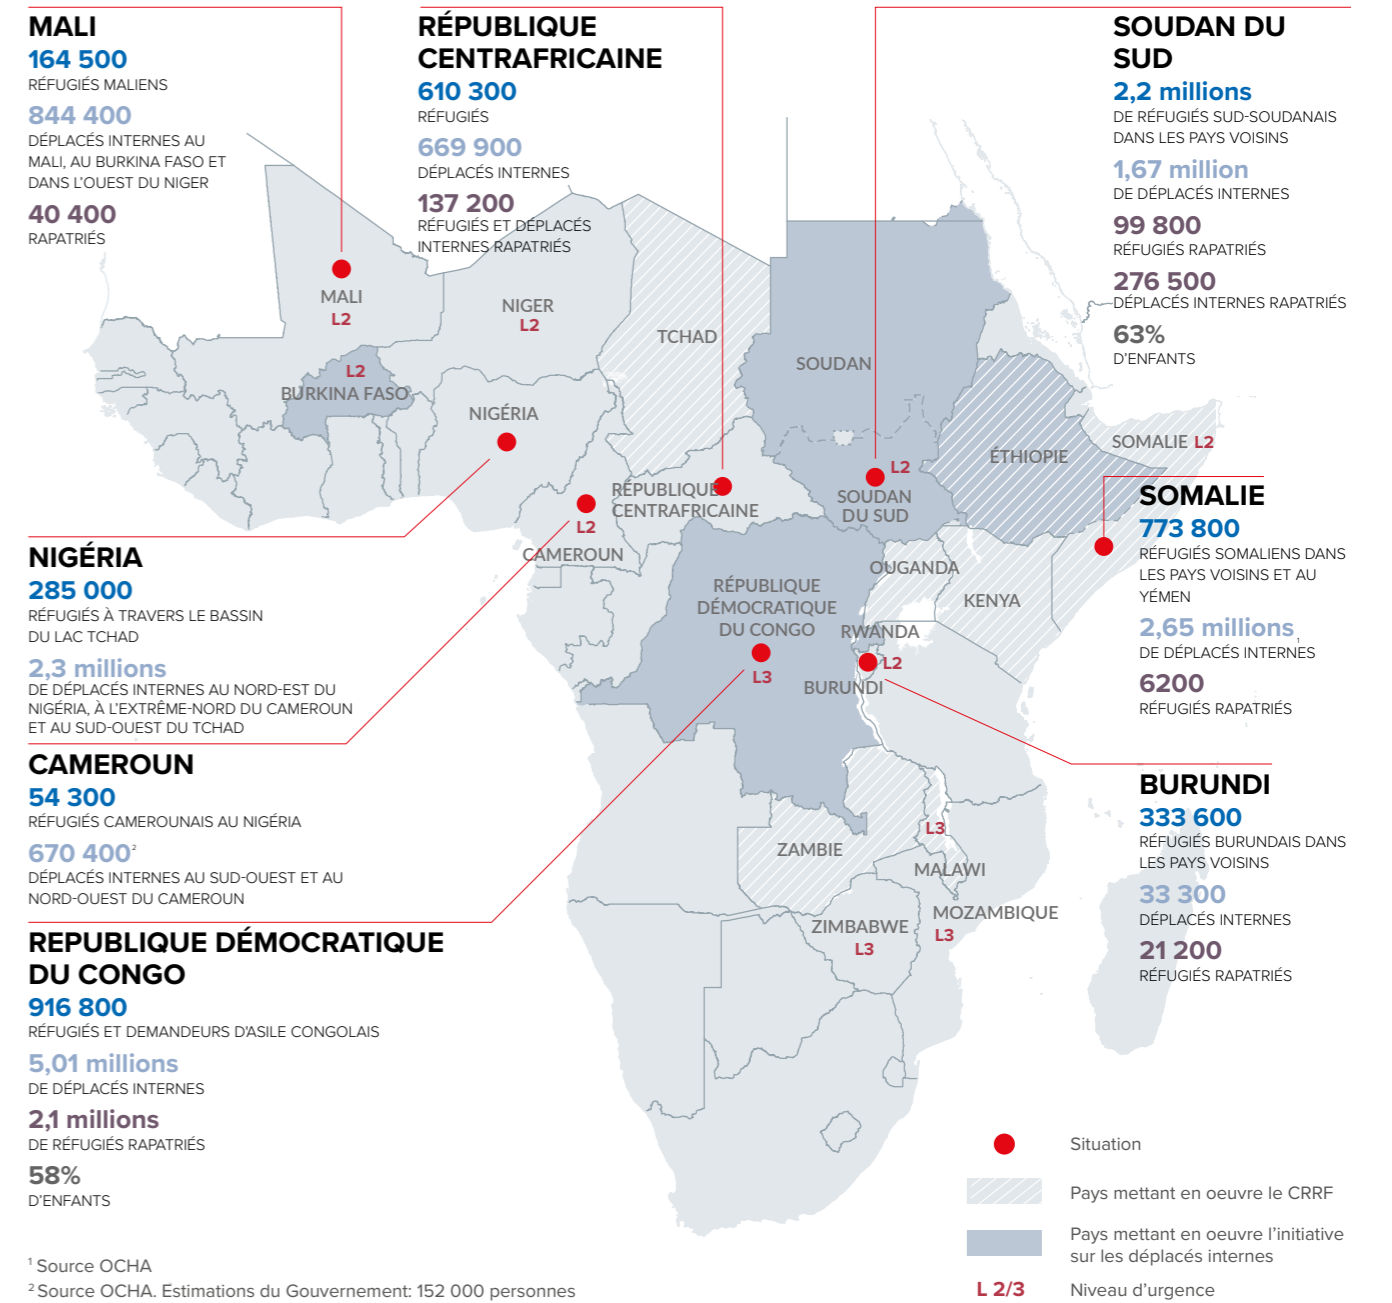 MALI
164 500
RÉFUGIÉS MALIENS
844 400
DÉPLACÉS INTERNES AU
MALI, AU BURKINA FASO ET
DANS L'OUEST DU NIGER
40 400
RAPATRIÉS
RÉPUBLIQUE
CENTRAFRICAINE
610 300
RÉFUGIÉS
669 900
DÉPLACÉS INTERNES
137 200
RÉFUGIÉS ET DÉPLACÉS
INTERNES RAPATRIÉS
SOUDAN DU
SUD
2,2 millions
DE RÉFUGIÉS SUD-SOUDANAIS
DANS LES PAYS VOISINS
1,67 million
DE DÉPLACÉS INTERNES
99 800
RÉFUGIÉS RAPATRIÉS
276 500
DÉPLACÉS INTERNES RAPATRIÉS
63%
D'ENFANTS
MALI
L2
NIGER
L2
TCHAD
SOUDAN
L2
BURKINA FASO
NIGÉRIA
ÉTHIOPIE
SOMALIE L2
L2
SOUDAN
DU SUD
RÉPUBLIQUE
CENTRAFRICAINE
L2
CAMEROUN
OUGANDA
KENYA
RÉPUBLIQUE
DÉMOCRATIQUE
DU CONGO
L3
RWANDA
L2
BURUNDI
ZAMBIE
L3
MALAWI
ZIMBABWE
L3
MOZAMBIQUE
L3
SOMALIE
773 800
RÉFUGIÉS SOMALIENS DANS
LES PAYS VOISINS ET AU
YÉMEN
2,65 millions
DE DÉPLACÉS INTERNES ¹
6200
RÉFUGIÉS RAPATRIÉS
NIGÉRIA
285 000
RÉFUGIÉS À TRAVERS LE BASSIN
DU LAC TCHAD
2,3 millions
DE DÉPLACÉS INTERNES AU NORD-EST DU
NIGÉRIA, À L'EXTRÊME-NORD DU CAMEROUN
ET AU SUD-OUEST DU TCHAD
CAMEROUN
54 300
RÉFUGIÉS CAMEROUNAIS AU NIGÉRIA
670 400²
DÉPLACÉS INTERNES AU SUD-OUEST ET AU
NORD-OUEST DU CAMEROUN
BURUNDI
333 600
RÉFUGIÉS BURUNDAIS DANS
LES PAYS VOISINS
33 300
DÉPLACÉS INTERNES
21 200
RÉFUGIÉS RAPATRIÉS
REPUBLIQUE DÉMOCRATIQUE
DU CONGO
916 800
RÉFUGIÉS ET DEMANDEURS D'ASILE CONGOLAIS
5,01 millions
DE DÉPLACÉS INTERNES
2,1 millions
DE RÉFUGIÉS RAPATRIÉS
58%
D'ENFANTS
Situation
Pays mettant en oeuvre le CRRF
Pays mettant en oeuvre l'initiative
sur les déplacés internes
L 2/3 Niveau d'urgence
¹ Source OCHA
² Source OCHA. Estimations du Gouvernement: 152 000 personnes